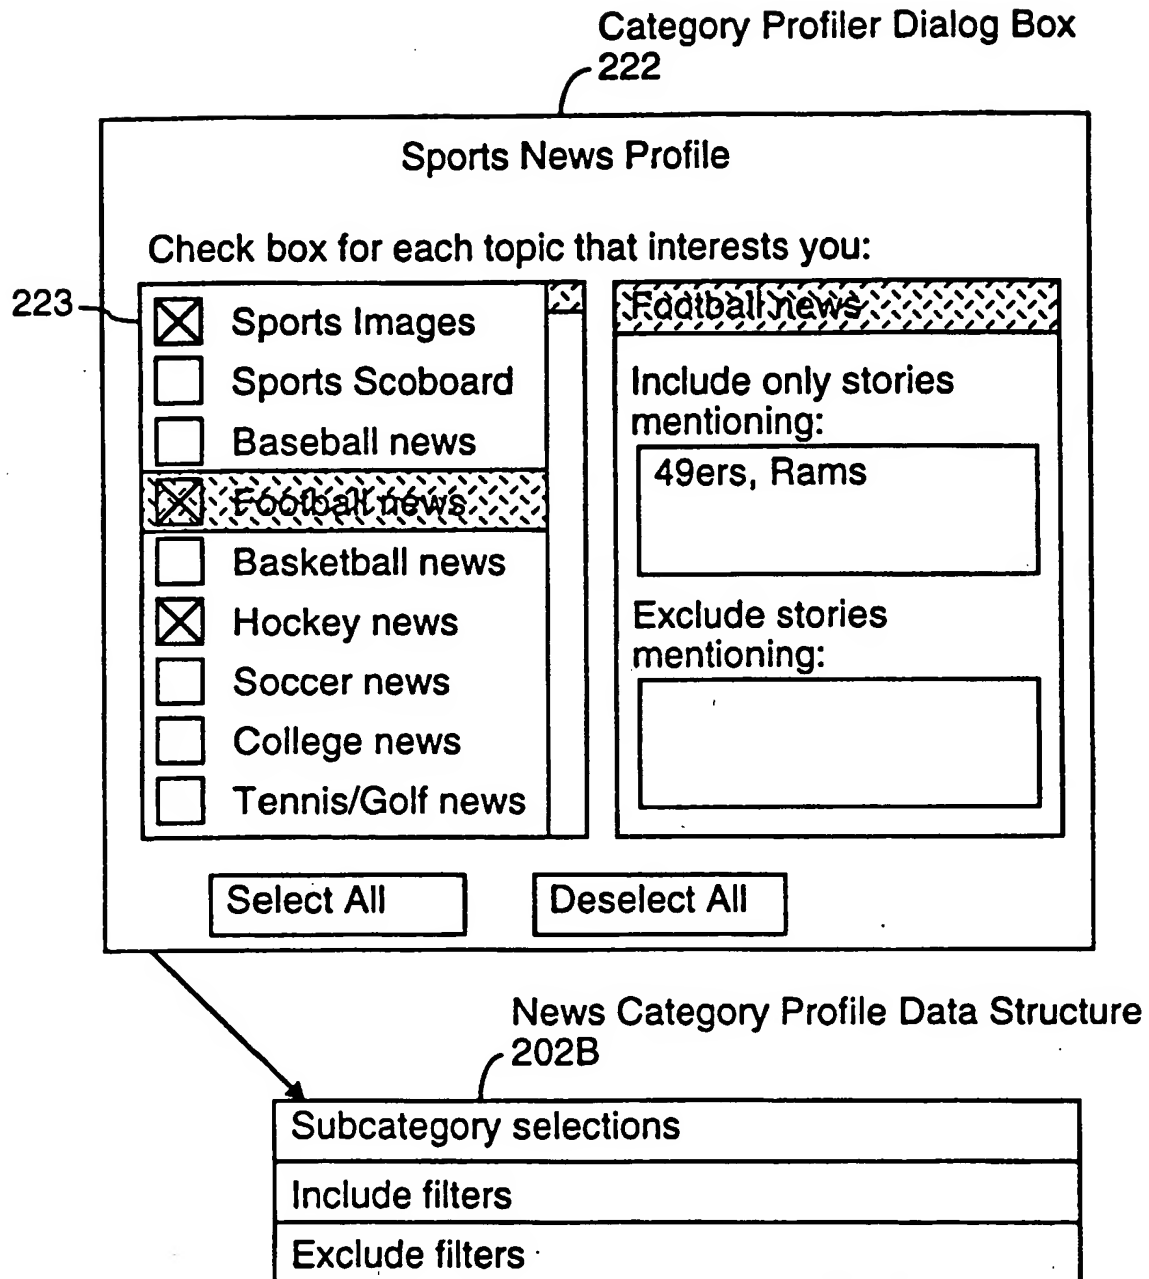 Category Profiler Dialog Box
222
Sports News Profile
Check box for each topic that interests you:
223
Sports Images
Sports Scoboard
Baseball news
Football news
Basketball news
Hockey news
Soccer news
College news
Tennis/Golf news
Football news
Include only stories
mentioning:
49ers, Rams
Exclude stories
mentioning:
Select All
Deselect All
News Category Profile Data Structure
202B
Subcategory selections
Include filters
Exclude filters